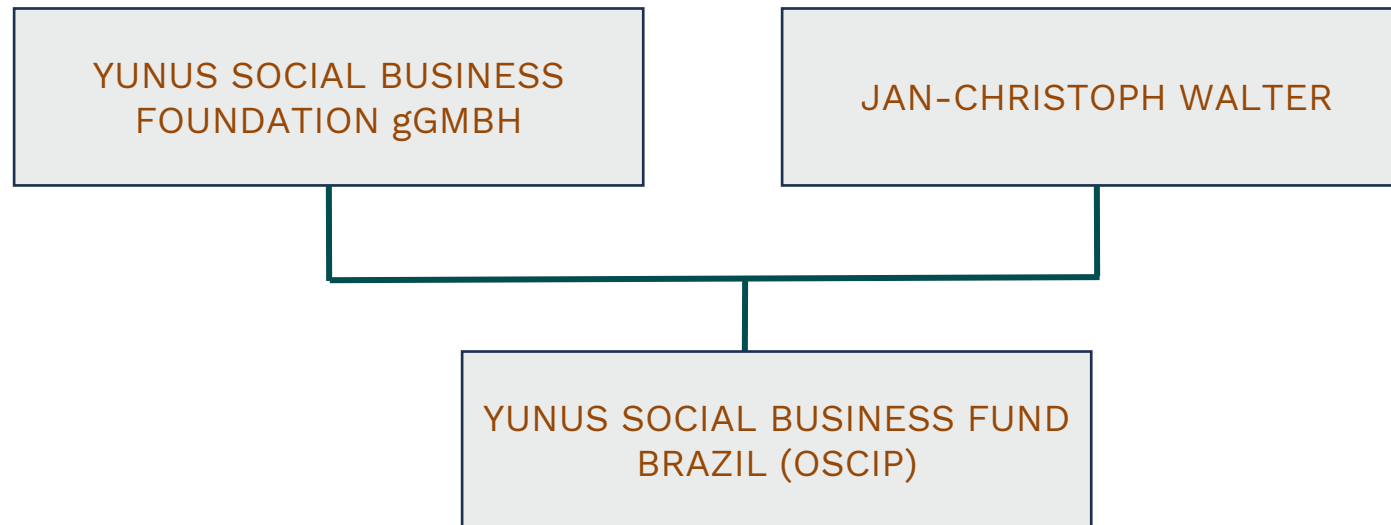 YUNUS SOCIAL BUSINESS
FOUNDATION gGMBH
JAN-CHRISTOPH WALTER
YUNUS SOCIAL BUSINESS FUND
BRAZIL (OSCIP)